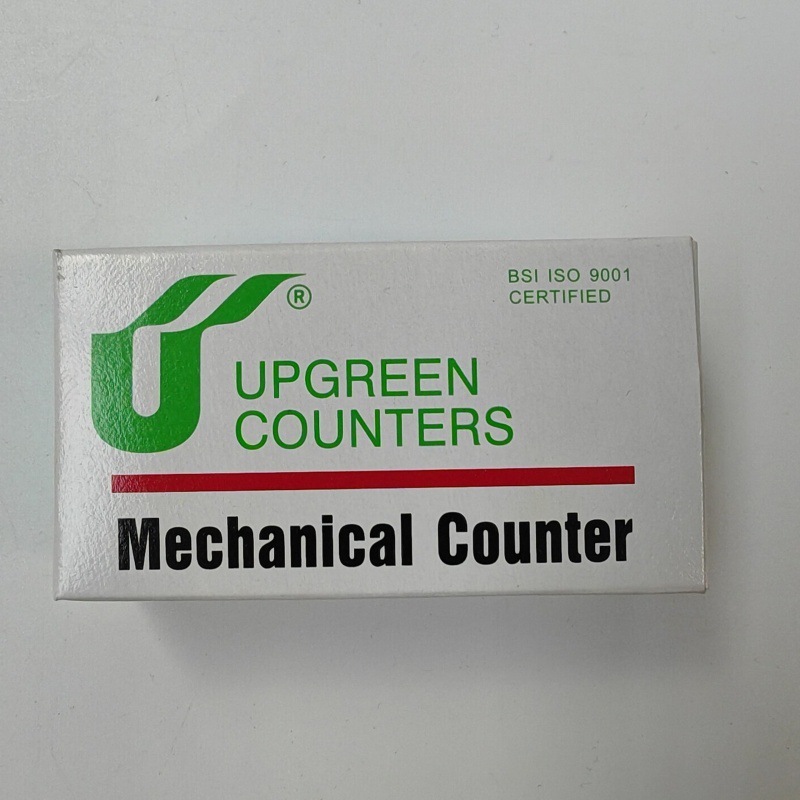 ®
BSI ISO 9001
CERTIFIED
UPGREEN
COUNTERS
Mechanical Counter